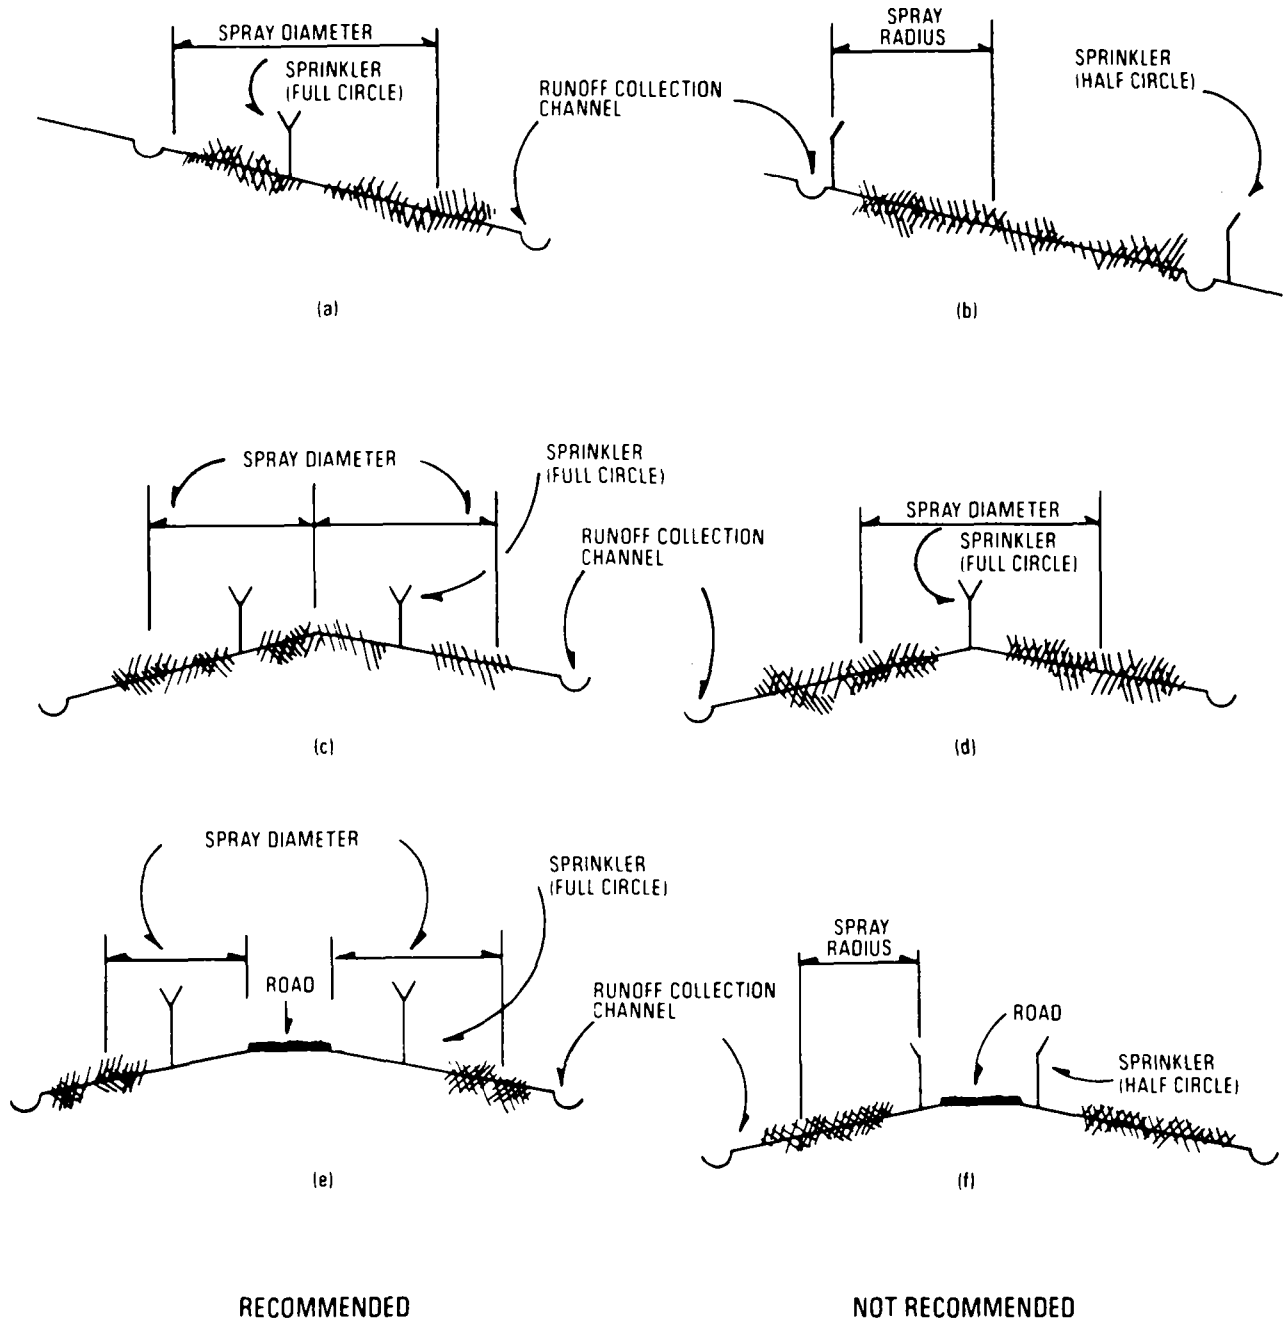 SPRAY DIAMETER
SPRINKLER
(FULL CIRCLE)
RUNOFF COLLECTION
CHANNEL
SPRAY
RADIUS
SPRINKLER
(HALF CIRCLE)
(a)
(b)
SPRAY DIAMETER
SPRINKLER
(FULL CIRCLE)
RUNOFF COLLECTION
CHANNEL
SPRAY DIAMETER
SPRINKLER
(FULL CIRCLE)
(c)
(d)
SPRAY DIAMETER
SPRINKLER
(FULL CIRCLE)
ROAD
RUNOFF COLLECTION
CHANNEL
SPRAY
RADIUS
ROAD
SPRINKLER
(HALF CIRCLE)
(e)
(f)
RECOMMENDED
NOT RECOMMENDED